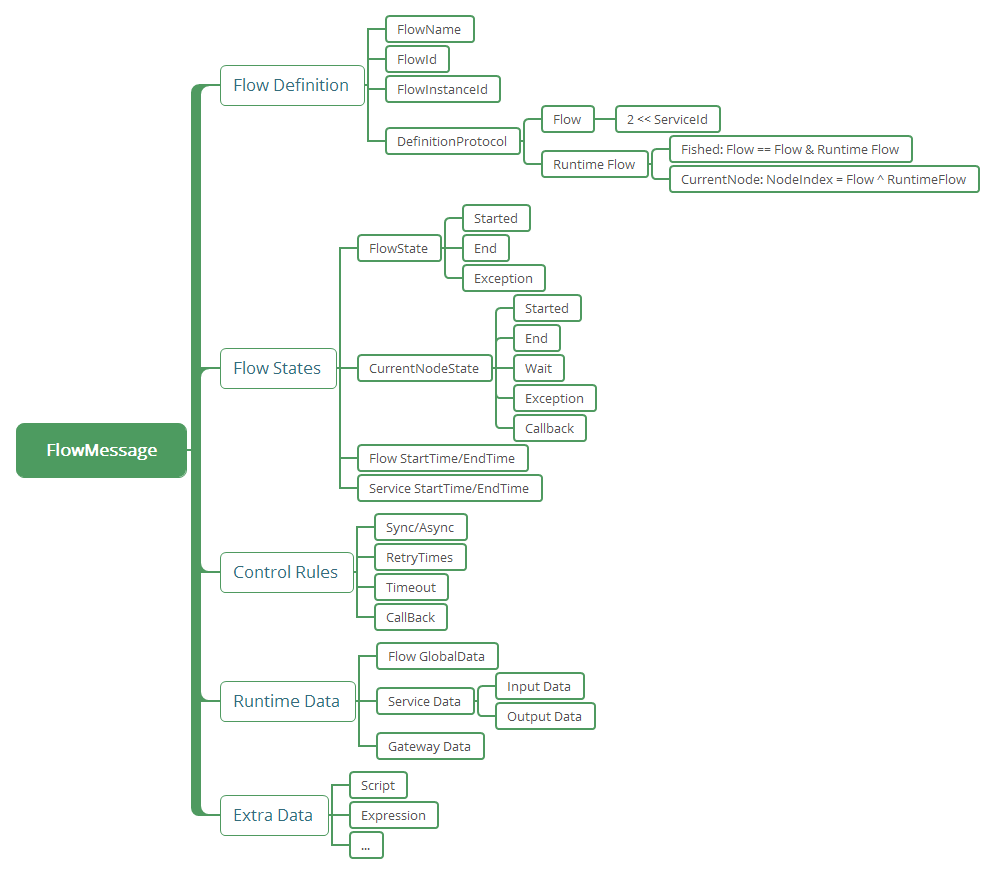 FlowMessage
Flow Definition
FlowName
FlowId
FlowInstanceId
DefinitionProtocol
Flow
2 << ServiceId
Runtime Flow
Fished: Flow == Flow & Runtime Flow
CurrentNode: NodeIndex = Flow ^ RuntimeFlow
Flow States
FlowState
Started
End
Exception
CurrentNodeState
Started
End
Wait
Exception
Callback
Flow StartTime/EndTime
Service StartTime/EndTime
Control Rules
Sync/Async
RetryTimes
Timeout
CallBack
Runtime Data
Flow GlobalData
Service Data
Input Data
Output Data
Gateway Data
Extra Data
Script
Expression
...